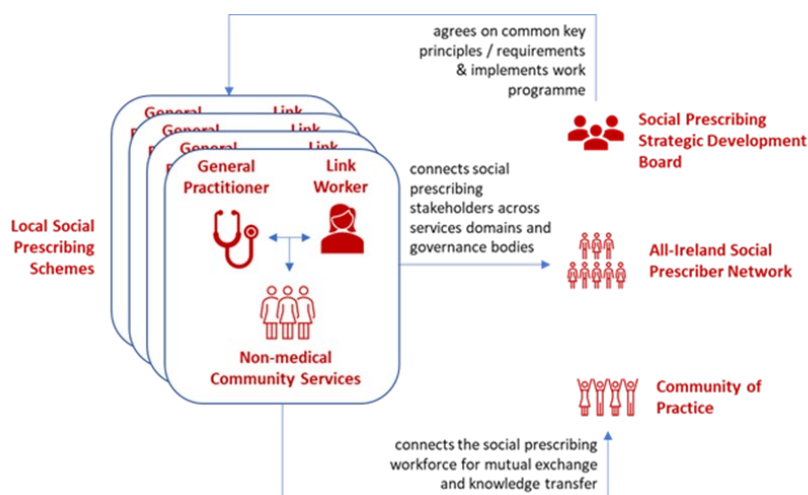 agrees on common key
principles / requirements
& implements work
programme
Social Prescribing
Strategic Development
Board
General
Link
General
Link
General
Link
General
Practitioner
Link
Worker
connects social
prescribing
stakeholders across
services domains and
governance bodies
Local Social
Prescribing
Schemes
All-Ireland Social
Prescriber Network
Non-medical
Community Services
Community of
Practice
connects the social prescribing
workforce for mutual exchange
and knowledge transfer